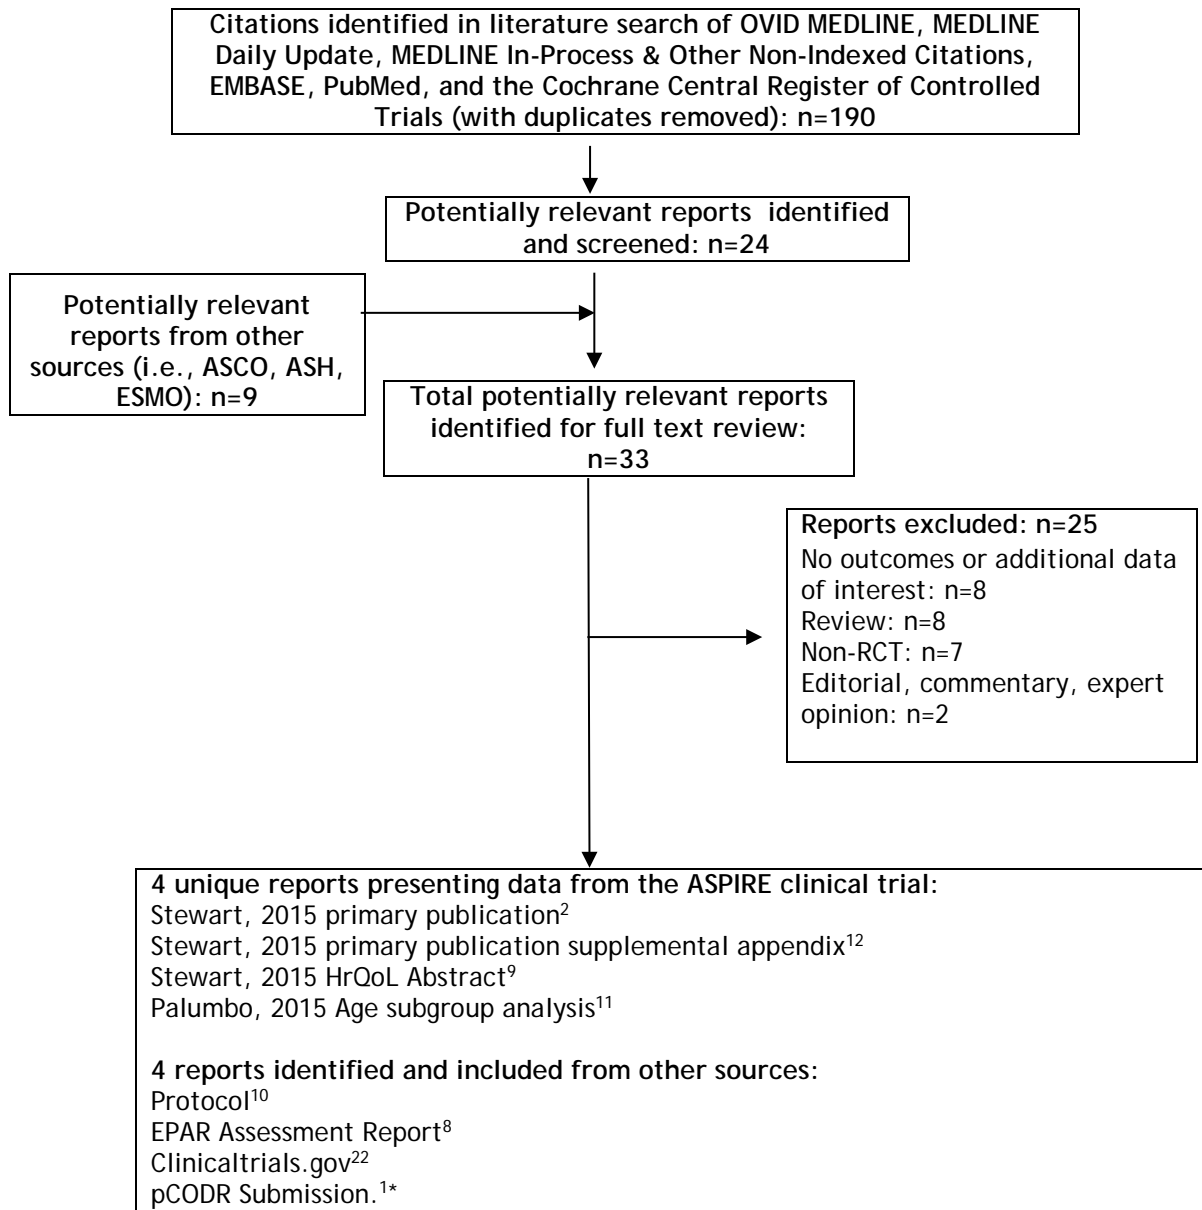 Citations identified in literature search of OVID MEDLINE, MEDLINE
Daily Update, MEDLINE In-Process & Other Non-Indexed Citations,
EMBASE, PubMed, and the Cochrane Central Register of Controlled
Trials (with duplicates removed): n=190
Potentially relevant reports identified
and screened: n=24
Potentially relevant
reports from other
sources (i.e., ASCO, ASH,
ESMO): n=9
Total potentially relevant reports
identified for full text review:
n=33
Reports excluded: n=25
No outcomes or additional data
of interest: n=8
Review: n=8
Non-RCT: n=7
Editorial, commentary, expert
opinion: n=2
4 unique reports presenting data from the ASPIRE clinical trial:
Stewart, 2015 primary publication²
Stewart, 2015 primary publication supplemental appendix¹²
Stewart, 2015 HrQoL Abstract⁹
Palumbo, 2015 Age subgroup analysis¹¹
4 reports identified and included from other sources:
Protocol¹⁰
EPAR Assessment Report⁸
Clinicaltrials.gov²²
pCODR Submission.¹*